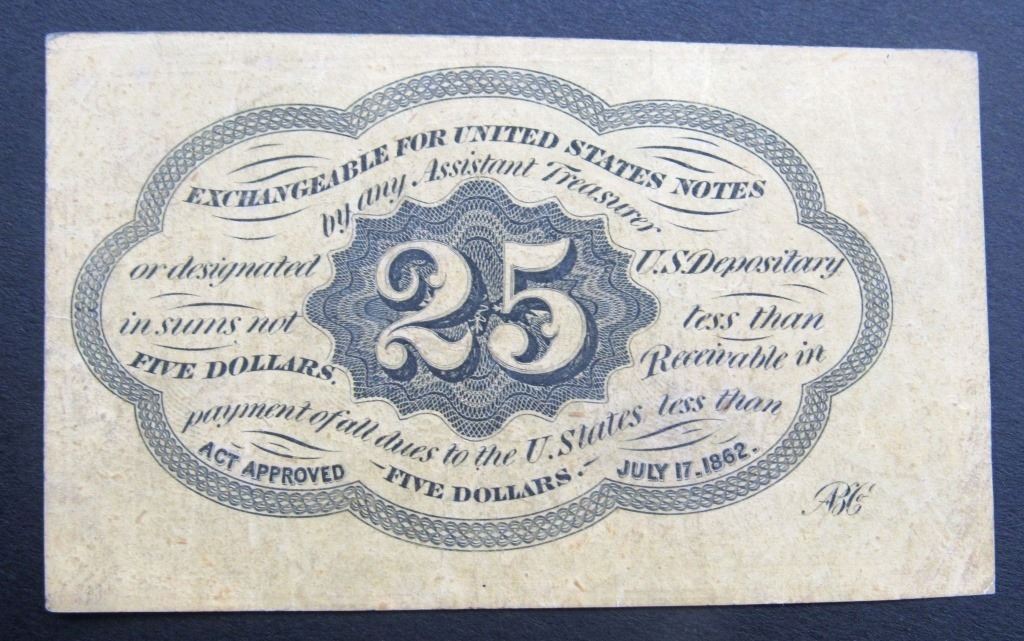 EXCHANGEABLE FOR UNITED STATES NOTES
by any Assistant Treasurer
or designated U.S. Depositary
in sums not less than
FIVE DOLLARS. Receivable in
payment of all dues to the U. States less than
FIVE DOLLARS.
ACT APPROVED JULY 17. 1862.
25
ABCo